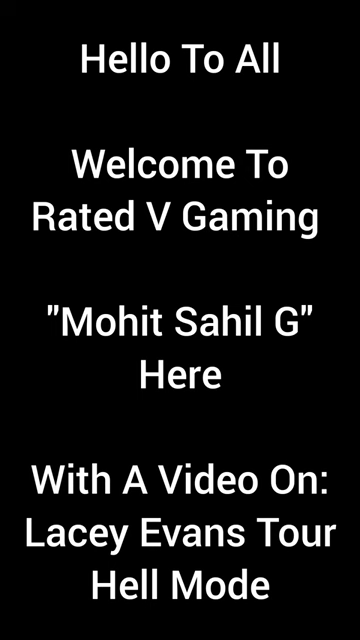 Hello To All
Welcome To
Rated V Gaming
"Mohit Sahil G"
Here
With A Video On:
Lacey Evans Tour
Hell Mode